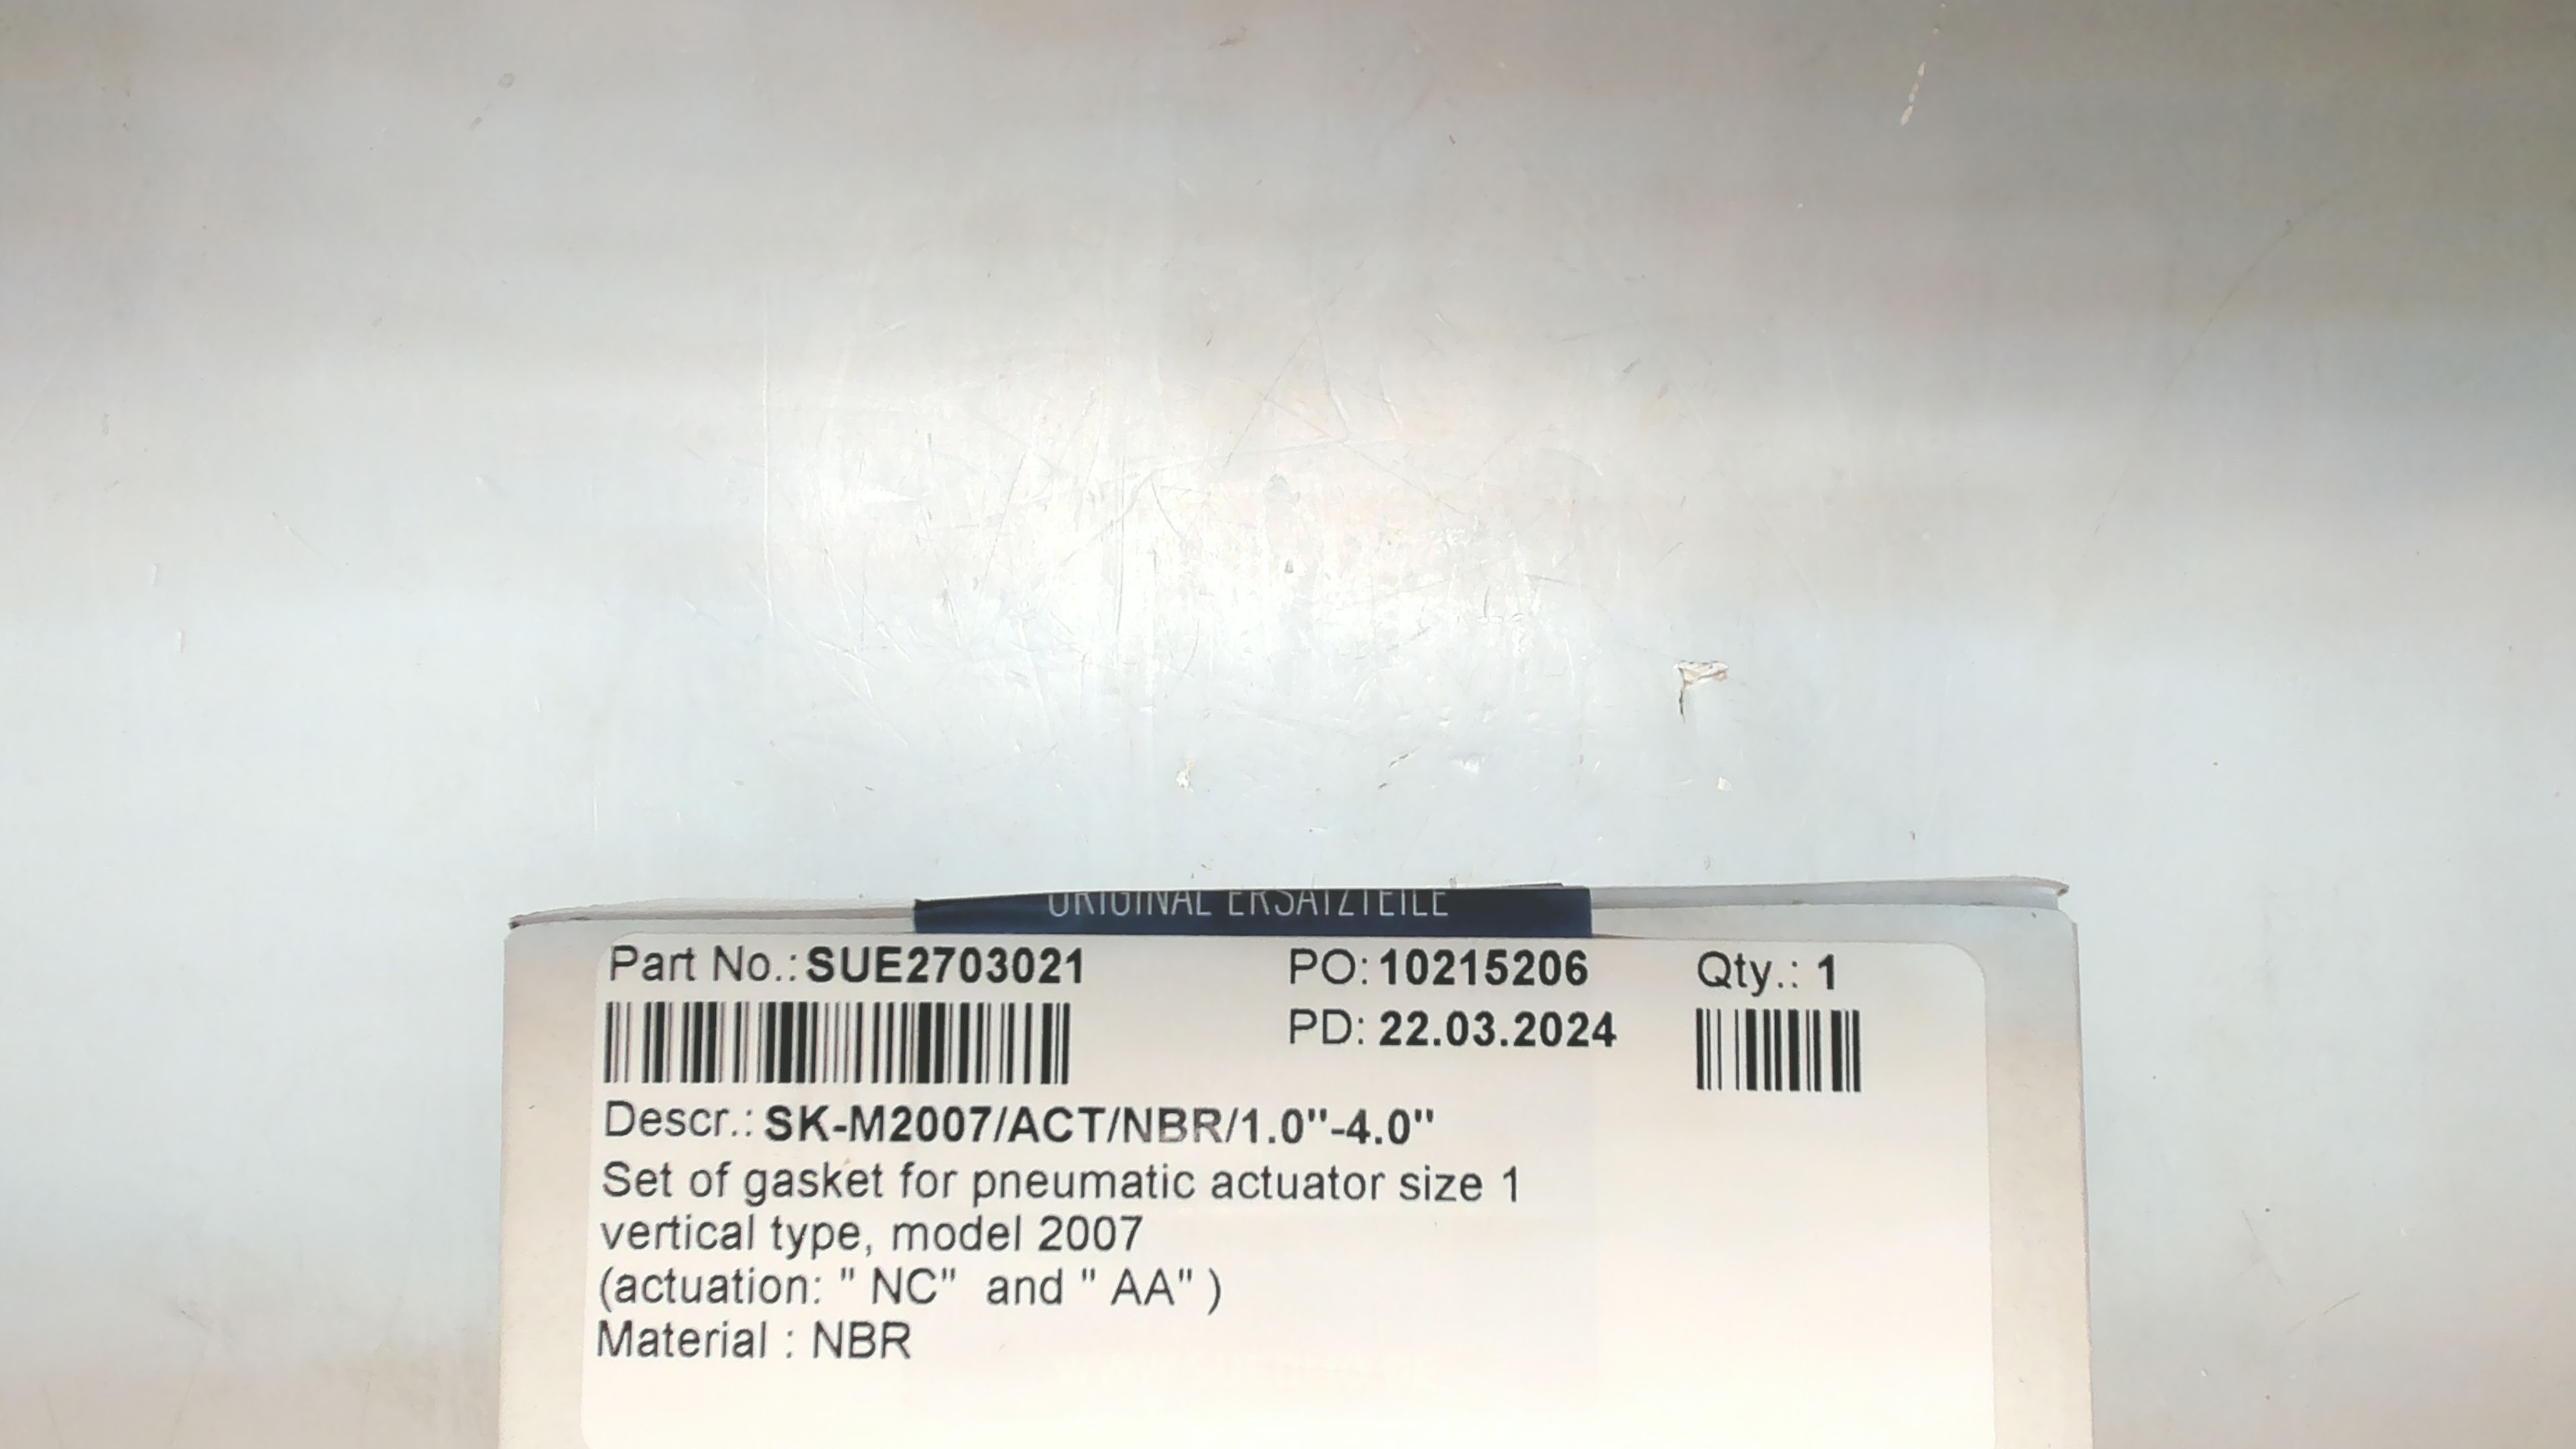 ORIGINAL ERSATZTEILE
Part No.: SUE2703021 PO: 10215206 Qty.: 1
PD: 22.03.2024
Descr.: SK-M2007/ACT/NBR/1.0"-4.0"
Set of gasket for pneumatic actuator size 1
vertical type, model 2007
(actuation: " NC"  and " AA" )
Material : NBR